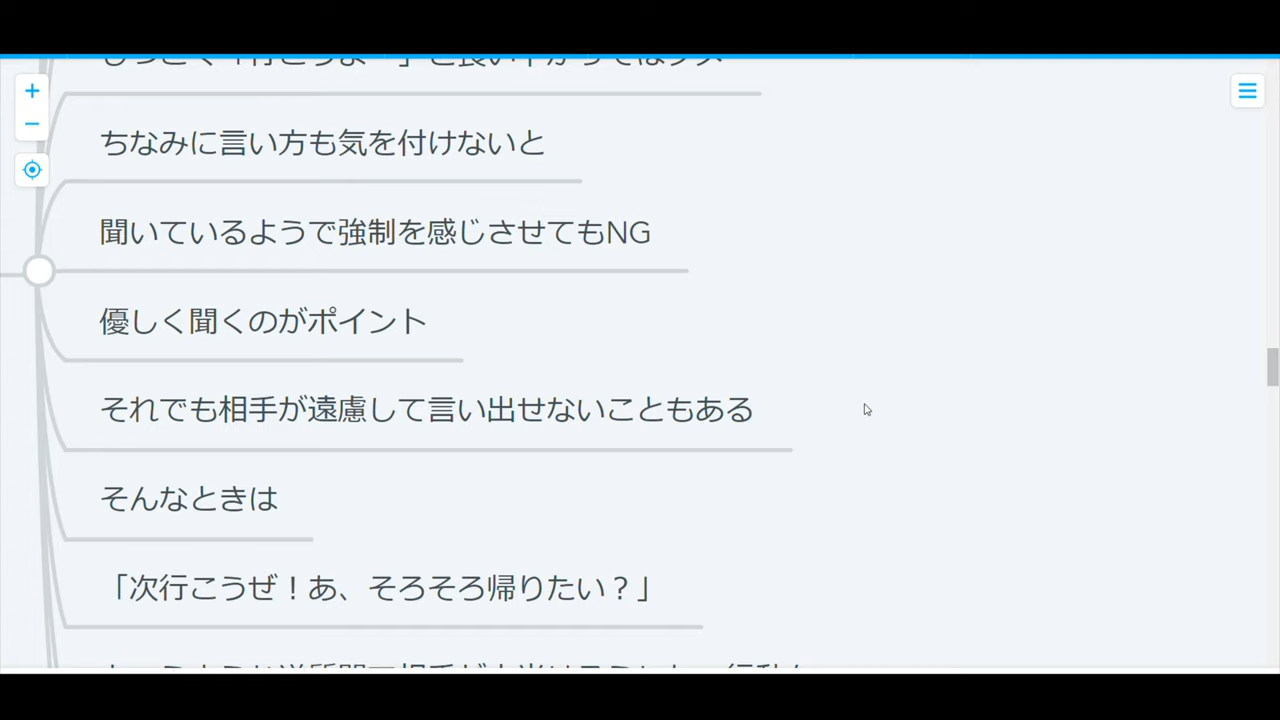 ちなみに言い方も気を付けないと
聞いているようで強制を感じさせてもNG
優しく聞くのがポイント
それでも相手が遠慮して言い出せないこともある
そんなときは
「次行こうぜ！あ、そろそろ帰りたい？」